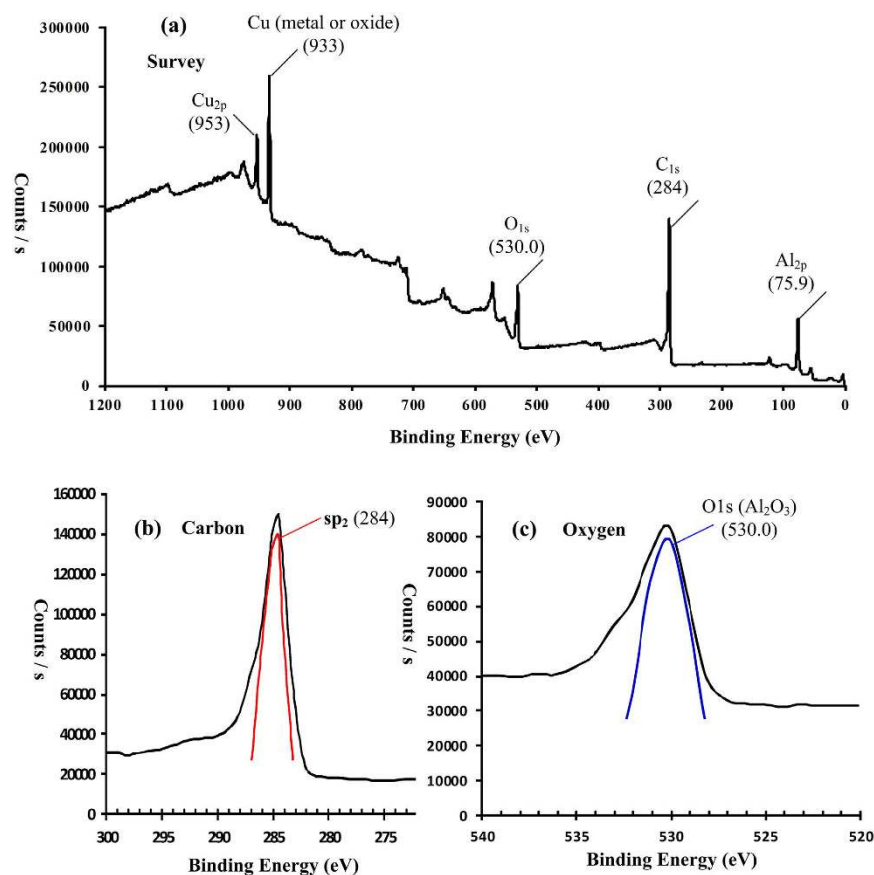 (a)
Survey
Cu (metal or oxide)
(933)
Cu₂ₚ
(953)
O₁ₛ
(530.0)
C₁ₛ
(284)
Al₂ₚ
(75.9)
Counts / s
300000
250000
200000
150000
100000
50000
0
1200 1100 1000 900 800 700 600 500 400 300 200 100 0
Binding Energy (eV)
(b) Carbon
sp₂ (284)
Counts / s
160000
140000
120000
100000
80000
60000
40000
20000
0
300 295 290 285 280 275
Binding Energy (eV)
(c) Oxygen
O1s (Al₂O₃)
(530.0)
Counts / s
90000
80000
70000
60000
50000
40000
30000
20000
10000
0
540 535 530 525 520
Binding Energy (eV)